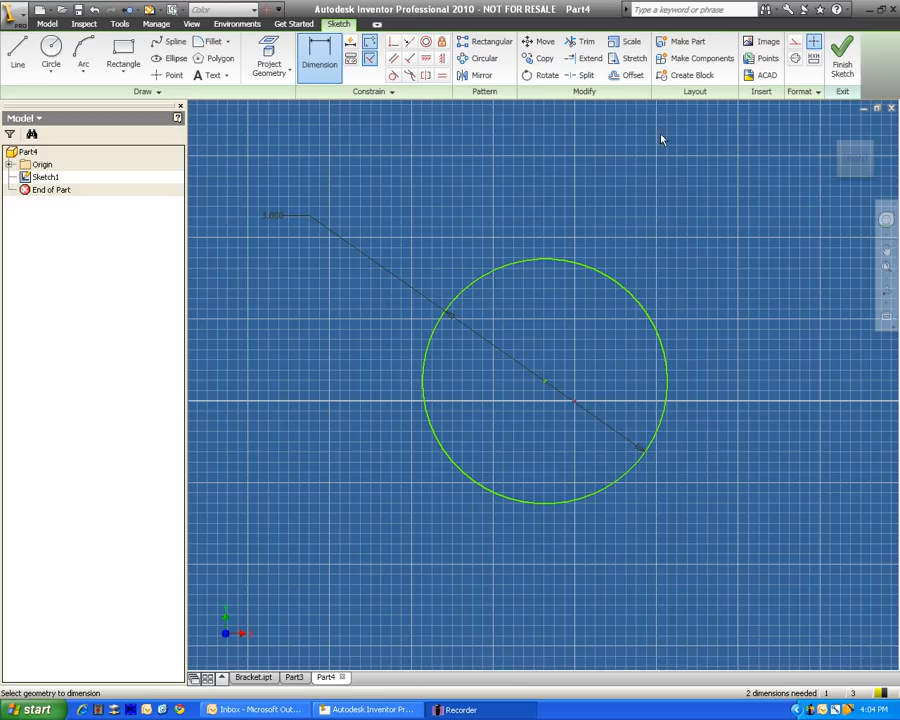 Color
Autodesk Inventor Professional 2010 - NOT FOR RESALE Part4
Type a keyword or phrase
Model Inspect Tools Manage View Environments Get Started Sketch
Line Circle Arc Rectangle
Spline Fillet
Ellipse Polygon
Point Text
Project Geometry
Dimension
Rectangular
Circular
Mirror
Move Trim Scale
Copy Extend Stretch
Rotate Split Offset
Make Part
Make Components
Create Block
Image
Points
ACAD
Finish Sketch
Draw Constrain Pattern Modify Layout Insert Format Exit
Model
Part4
Origin
Sketch1
End of Part
3.000
Bracket.ipt Part3 Part4
Select geometry to dimension
2 dimensions needed 1 3
start
Inbox - Microsoft Out...
Autodesk Inventor Pr...
Recorder
4:04 PM